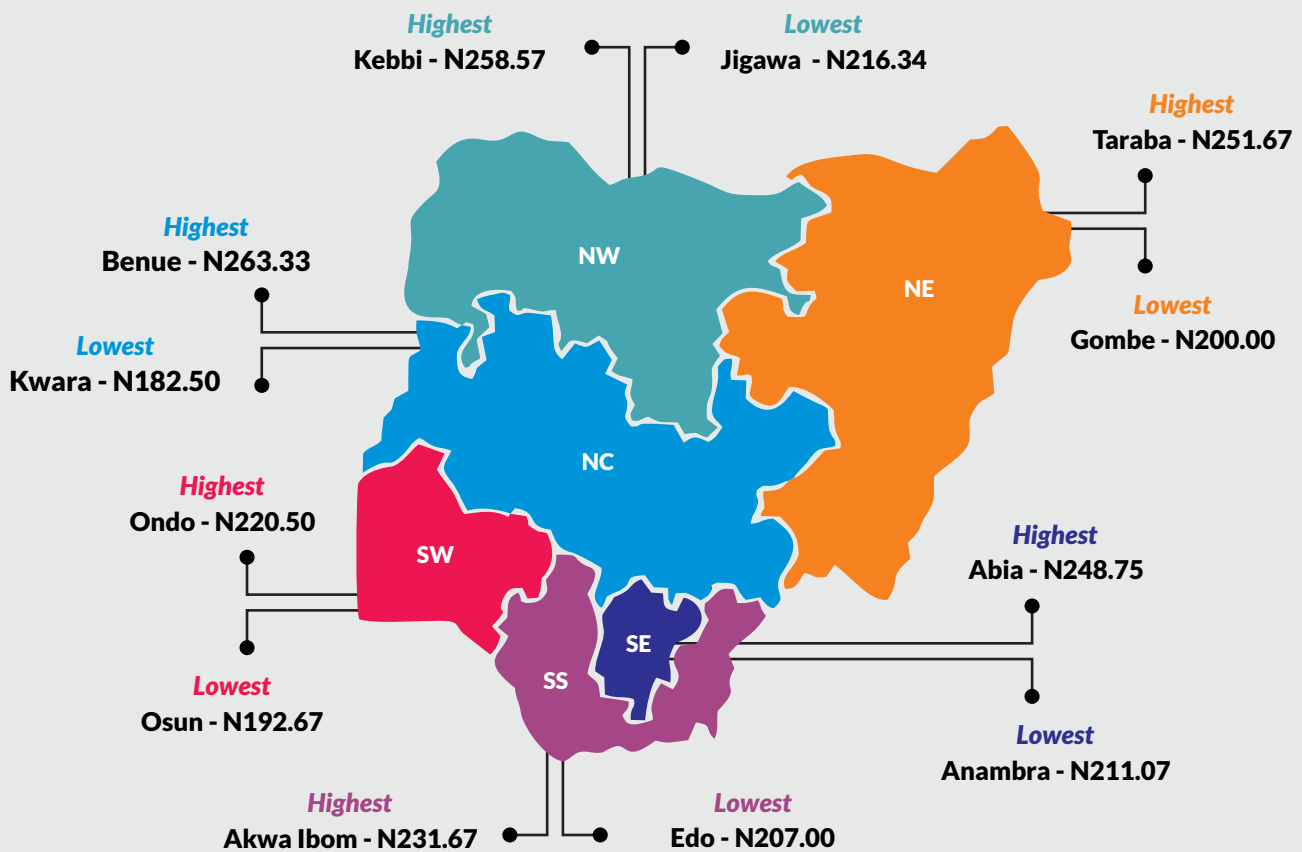 Highest
Kebbi - N258.57
Lowest
Jigawa - N216.34
Highest
Taraba - N251.67
Lowest
Gombe - N200.00
Highest
Benue - N263.33
Lowest
Kwara - N182.50
NW
NE
NC
SW
SE
SS
Highest
Ondo - N220.50
Lowest
Osun - N192.67
Highest
Abia - N248.75
Lowest
Anambra - N211.07
Highest
Akwa Ibom - N231.67
Lowest
Edo - N207.00